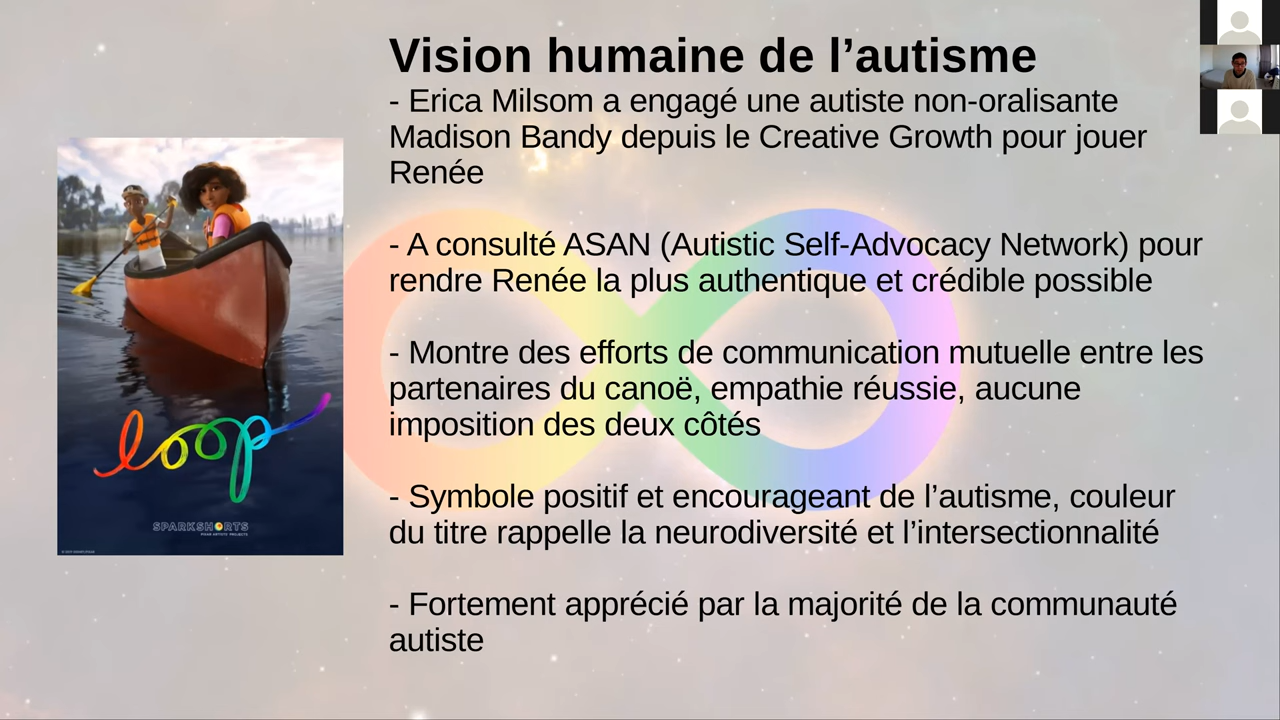 Vision humaine de l’autisme
- Erica Milsom a engagé une autiste non-oralisante
Madison Bandy depuis le Creative Growth pour jouer
Renée
- A consulté ASAN (Autistic Self-Advocacy Network) pour
rendre Renée la plus authentique et crédible possible
- Montre des efforts de communication mutuelle entre les
partenaires du canoë, empathie réussie, aucune
imposition des deux côtés
- Symbole positif et encourageant de l’autisme, couleur
du titre rappelle la neurodiversité et l’intersectionnalité
- Fortement apprécié par la majorité de la communauté
autiste
loop
SPARKSHORTS
PIXAR ARTISTS' PROJECTS